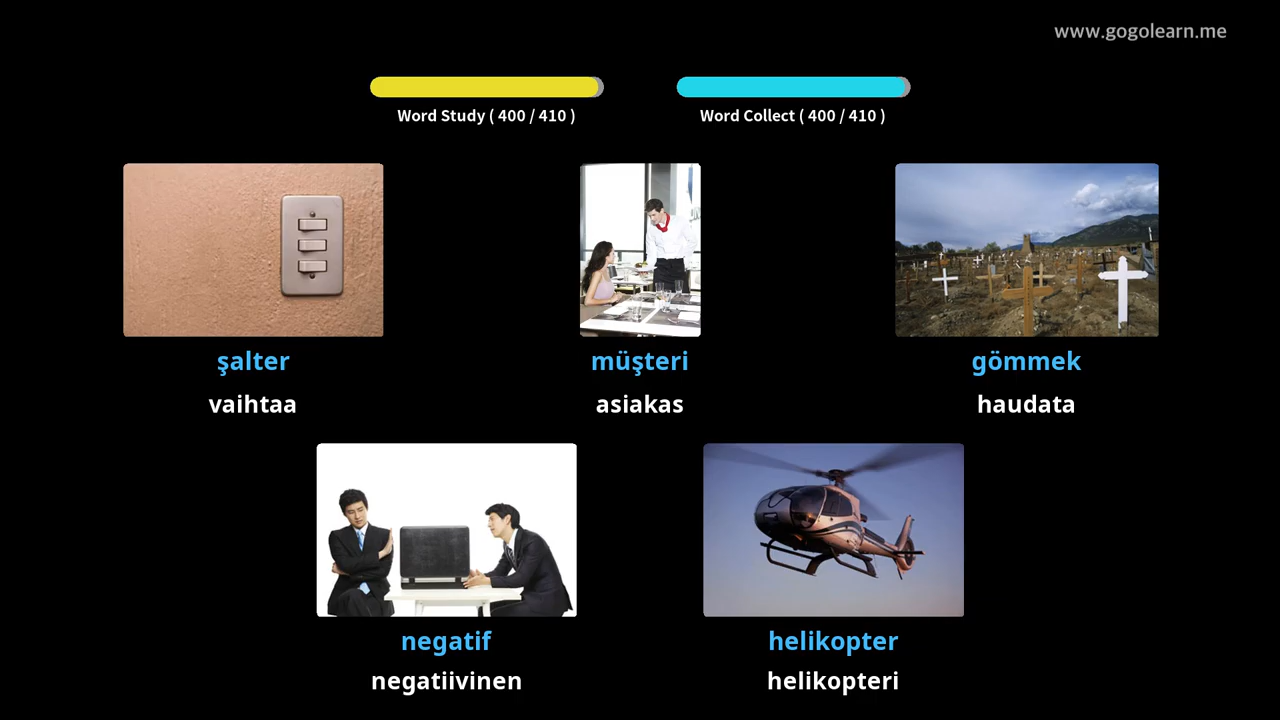 www.gogolearn.me
Word Study ( 400 / 410 )
Word Collect ( 400 / 410 )
şalter
müşteri
gömmek
vaihtaa
asiakas
haudata
negatif
helikopter
negatiivinen
helikopteri